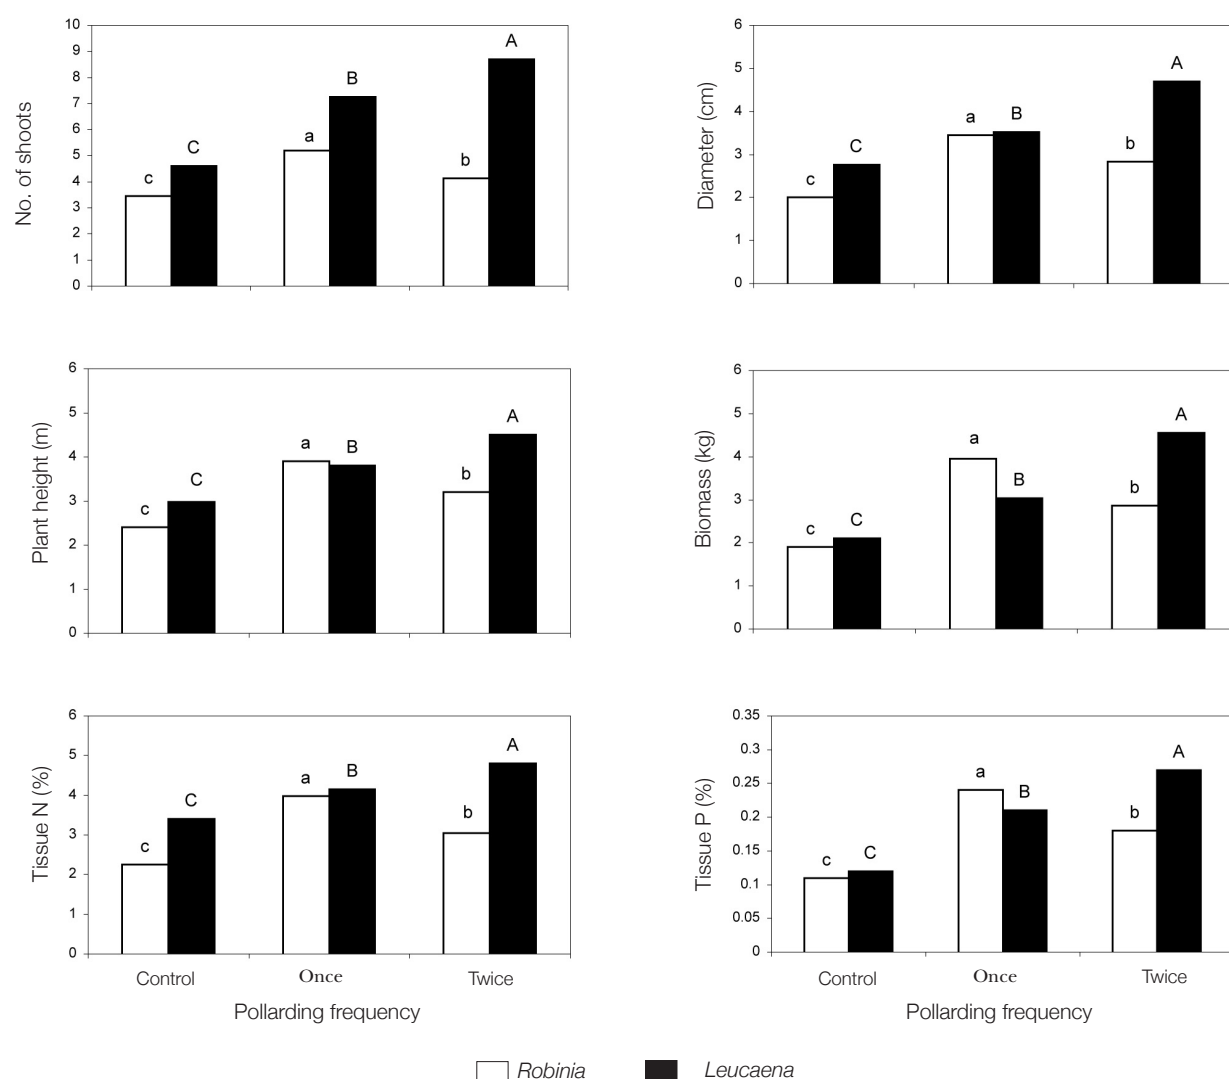 No. of shoots
10
9
8
7
6
5
4
3
2
1
0
c C a B b A
Diameter (cm)
6
5
4
3
2
1
0
c C a B b A
Plant height (m)
6
5
4
3
2
1
0
c C a B b A
Biomass (kg)
6
5
4
3
2
1
0
c C a B b A
Tissue N (%)
6
5
4
3
2
1
0
c C a B b A
Control Once Twice
Pollarding frequency
Tissue P (%)
0.35
0.3
0.25
0.2
0.15
0.1
0.05
0
c C a B b A
Control Once Twice
Pollarding frequency
Robinia Leucaena